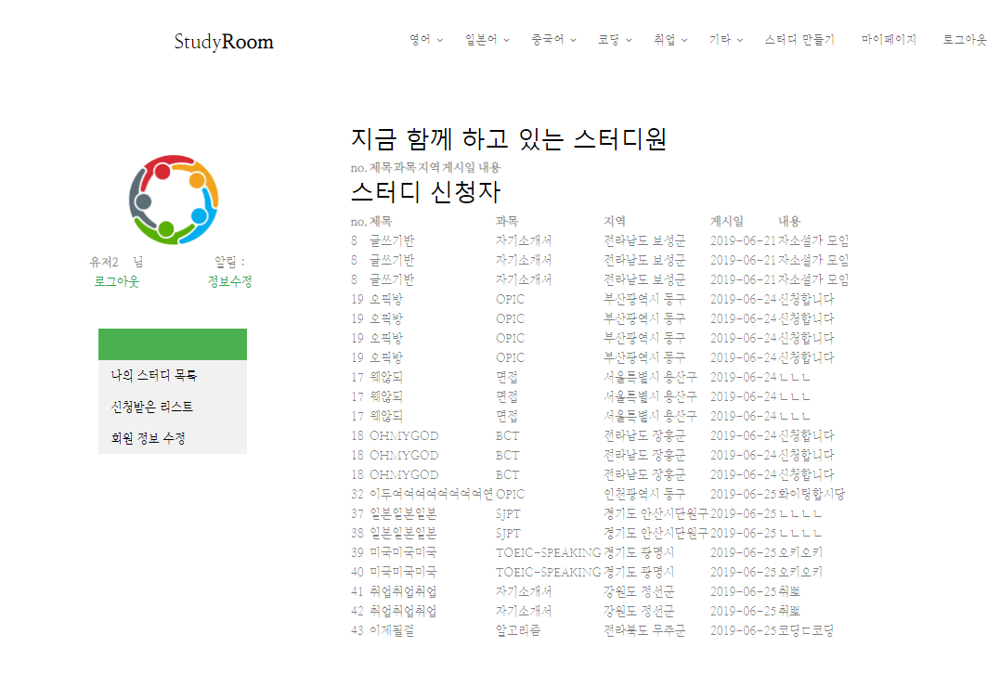 StudyRoom 영어 일본어 중국어 코딩 취업 기타 스터디 만들기 마이페이지 로그아웃
유저2 님 알림 :
로그아웃 정보수정
나의 스터디 목록
신청받은 리스트
회원 정보 수정
지금 함께 하고 있는 스터디원
no. 제목 과목 지역 게시일 내용
스터디 신청자
no. 제목 과목 지역 게시일 내용
8 글쓰기반 자기소개서 전라남도 보성군 2019-06-21 자소설가 모임
8 글쓰기반 자기소개서 전라남도 보성군 2019-06-21 자소설가 모임
8 글쓰기반 자기소개서 전라남도 보성군 2019-06-21 자소설가 모임
19 오픽방 OPIC 부산광역시 동구 2019-06-24 신청합니다
19 오픽방 OPIC 부산광역시 동구 2019-06-24 신청합니다
19 오픽방 OPIC 부산광역시 동구 2019-06-24 신청합니다
19 오픽방 OPIC 부산광역시 동구 2019-06-24 신청합니다
17 웨않되 면접 서울특별시 용산구 2019-06-24 ㄴㄴㄴ
17 웨않되 면접 서울특별시 용산구 2019-06-24 ㄴㄴㄴ
17 웨않되 면접 서울특별시 용산구 2019-06-24 ㄴㄴㄴ
18 OHMYGOD BCT 전라남도 장흥군 2019-06-24 신청합니다
18 OHMYGOD BCT 전라남도 장흥군 2019-06-24 신청합니다
18 OHMYGOD BCT 전라남도 장흥군 2019-06-24 신청합니다
32 이두여여여여여여여여연 OPIC 인천광역시 동구 2019-06-25 화이팅합시당
37 일본일본일본 SJPT 경기도 안산시단원구 2019-06-25 ㄴㄴㄴㄴ
38 일본일본일본 SJPT 경기도 안산시단원구 2019-06-25 ㄴㄴㄴㄴ
39 미국미국미국 TOEIC-SPEAKING 경기도 광명시 2019-06-25 오키오키
40 미국미국미국 TOEIC-SPEAKING 경기도 광명시 2019-06-25 오키오키
41 취업취업취업 자기소개서 강원도 정선군 2019-06-25 취뽀
42 취업취업취업 자기소개서 강원도 정선군 2019-06-25 취뽀
43 이제될걸 알고리즘 전라북도 무주군 2019-06-25 코딩ㄷ코딩